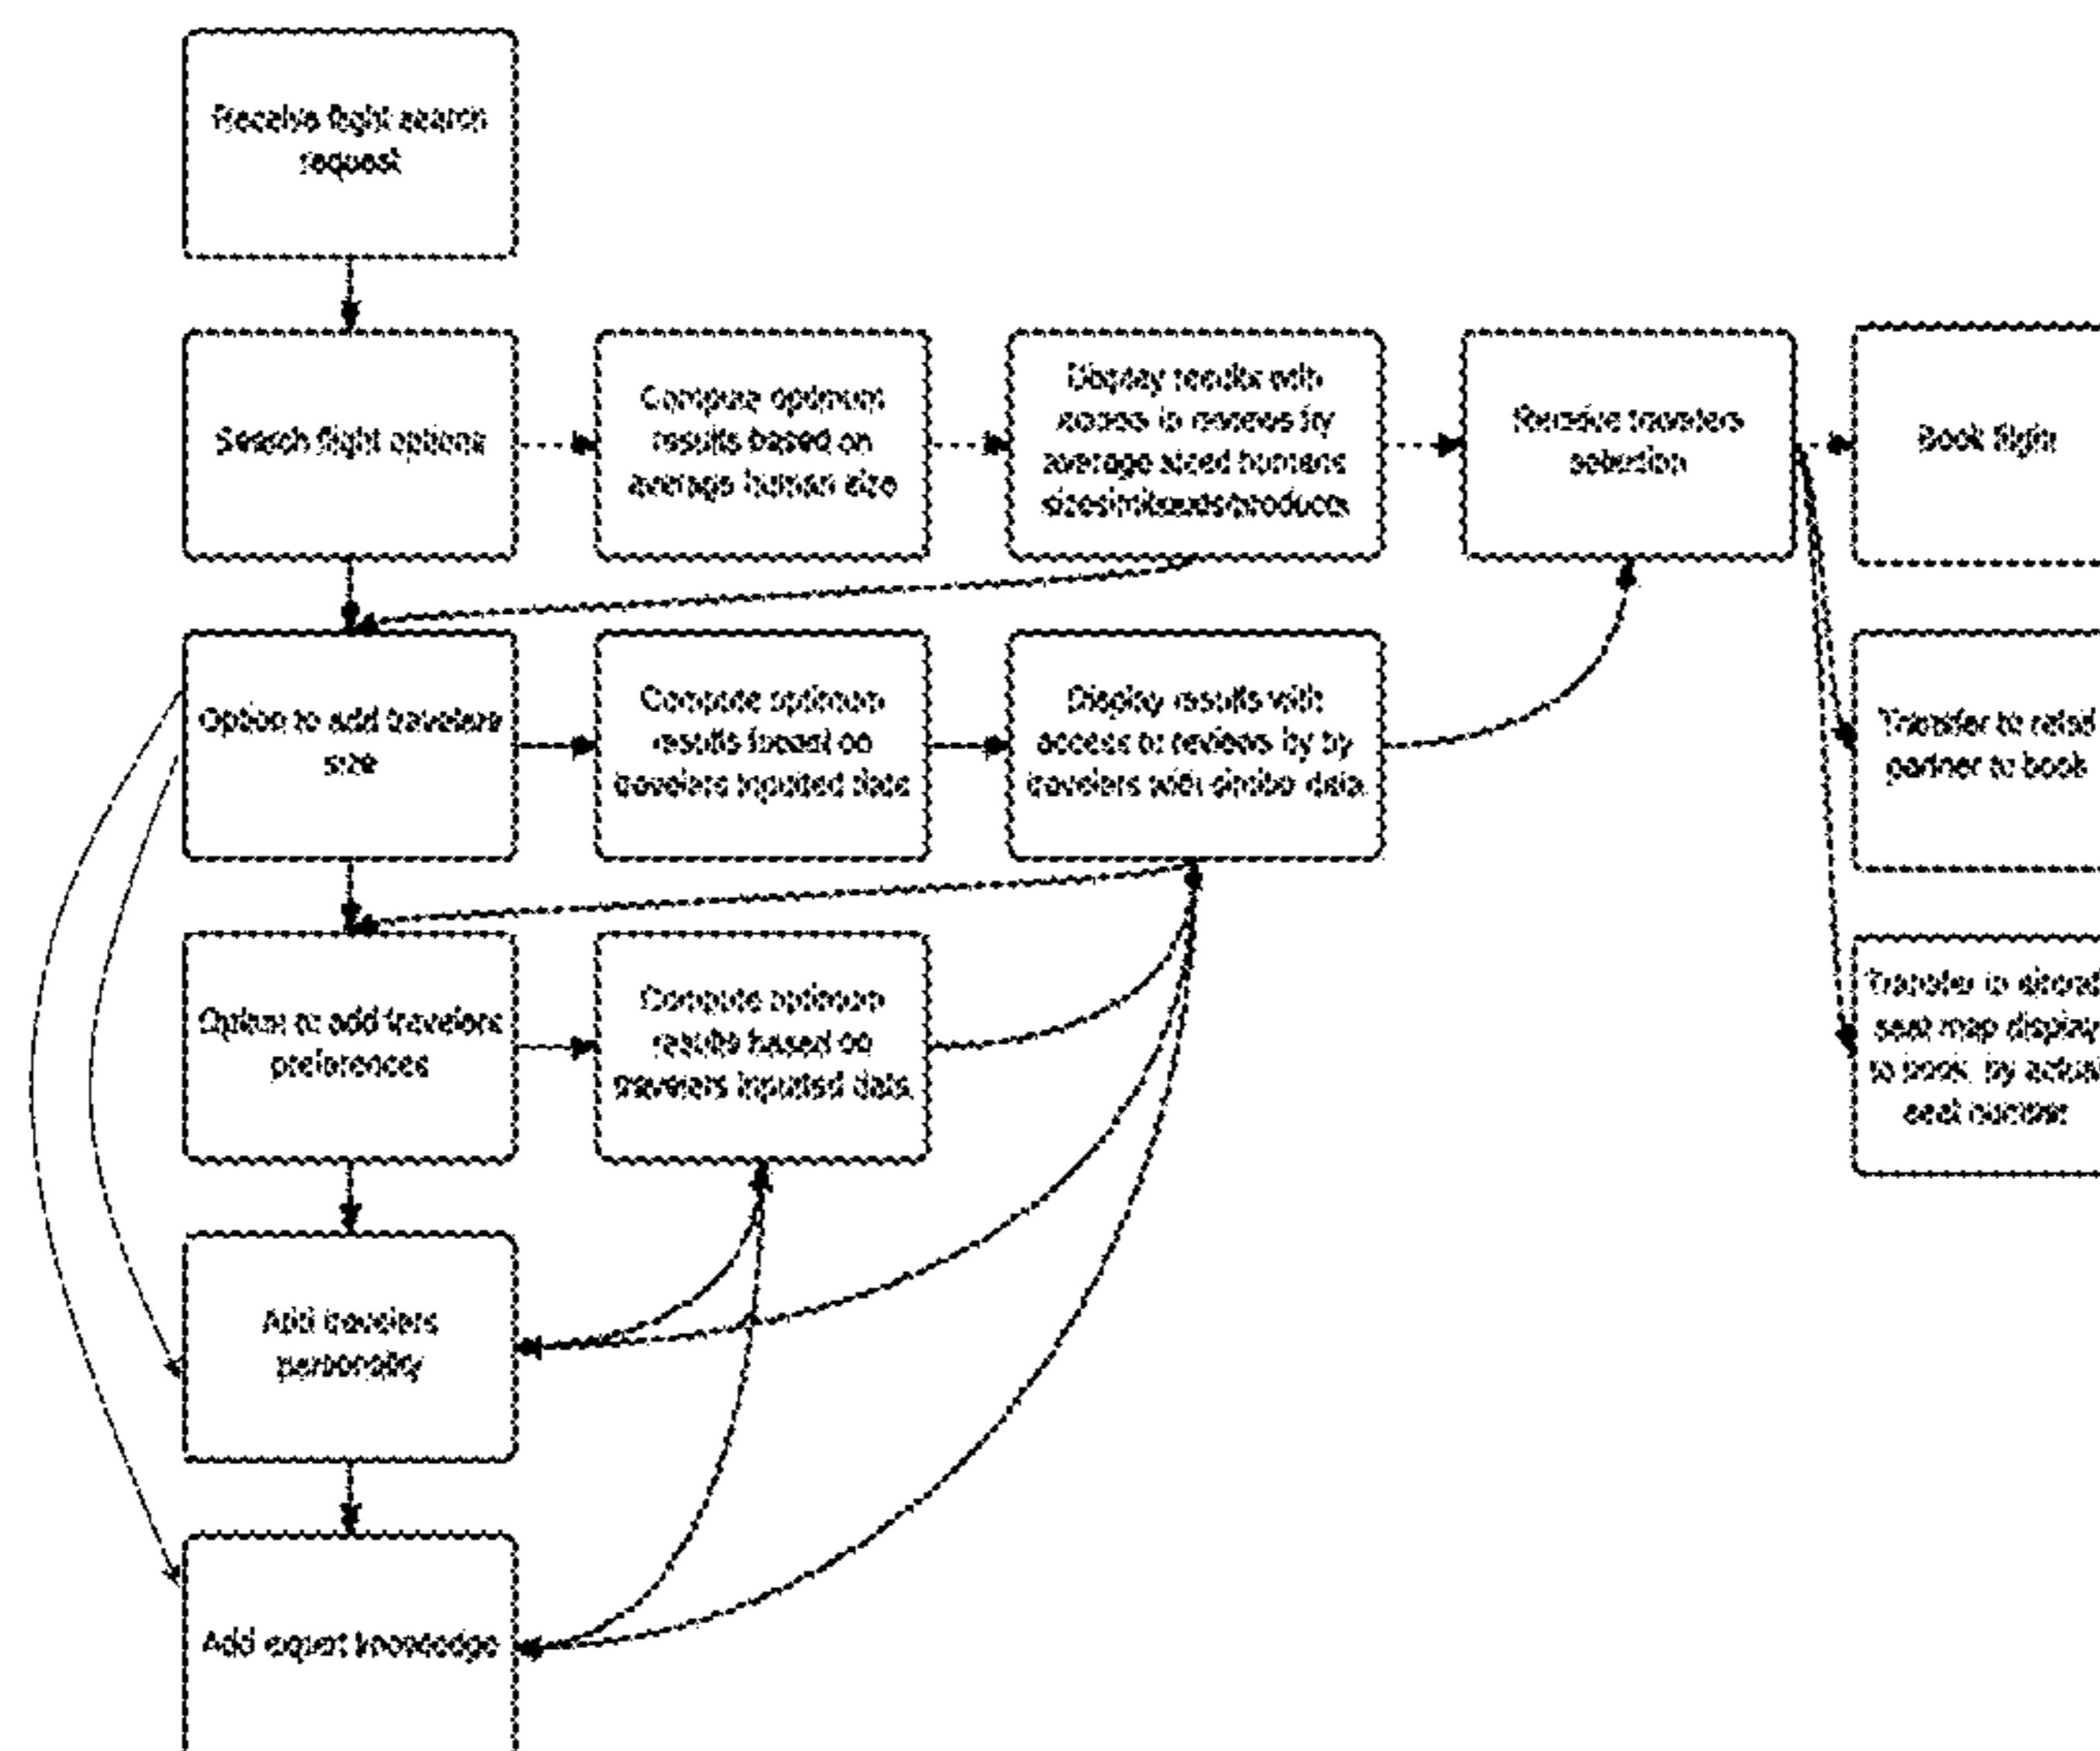 Receive flight search
request
Search flight options
Compute optimum
results based on
average human size
Display results with
access to reviews by
average sized humans
Receive travelers
selection
Book flight
Option to add travelers
size
Compute optimum
results based on
travelers inputted data
Display results with
access to reviews by by
travelers with similar data
Transfer to retail
partner to book
Option to add travelers
preferences
Compute optimum
results based on
travelers inputted data
Transfer to
seat map display
to book by actual
seat number
Add travelers
personality
Add expert knowledge